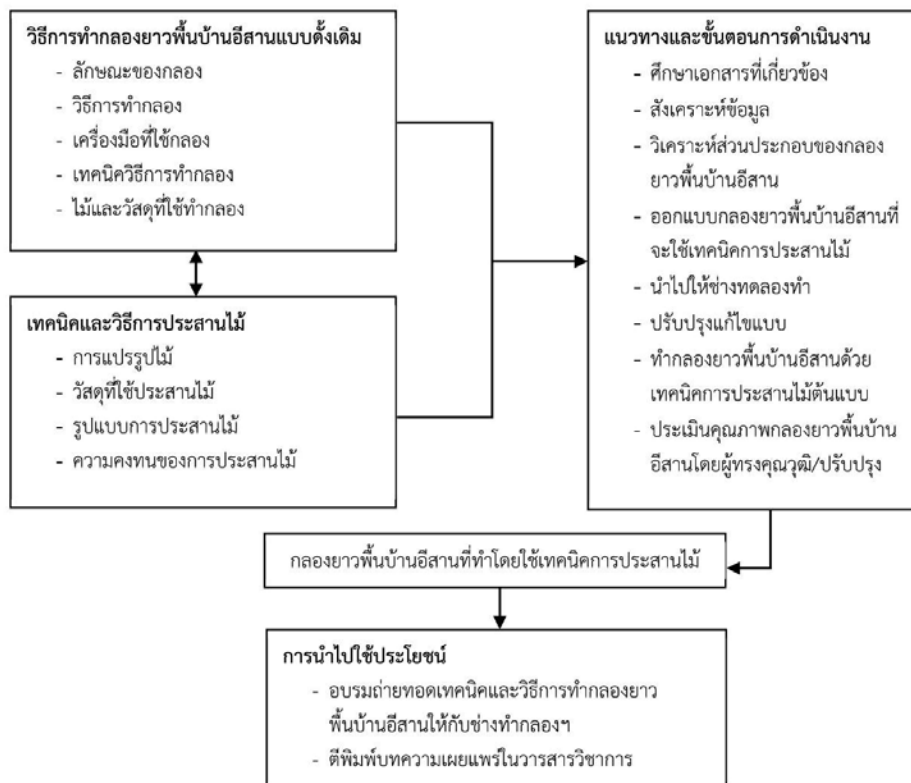 วิธีการทำกลองยาวพื้นบ้านอีสานแบบดั้งเดิม
- ลักษณะของกลอง
- วิธีการทำกลอง
- เครื่องมือที่ใช้กลอง
- เทคนิควิธีการทำกลอง
- ไม้และวัสดุที่ใช้ทำกลอง
เทคนิคและวิธีการประสานไม้
- การแปรรูปไม้
- วัสดุที่ใช้ประสานไม้
- รูปแบบการประสานไม้
- ความคงทนของการประสานไม้
แนวทางและขั้นตอนการดำเนินงาน
- ศึกษาเอกสารที่เกี่ยวข้อง
- สังเคราะห์ข้อมูล
- วิเคราะห์ส่วนประกอบของกลอง
ยาวพื้นบ้านอีสาน
- ออกแบบกลองยาวพื้นบ้านอีสานที่
จะใช้เทคนิคการประสานไม้
- นำไปให้ช่างทดลองทำ
- ปรับปรุงแก้ไขแบบ
- ทำกลองยาวพื้นบ้านอีสานด้วย
เทคนิคการประสานไม้ต้นแบบ
- ประเมินคุณภาพกลองยาวพื้นบ้าน
อีสานโดยผู้ทรงคุณวุฒิ/ปรับปรุง
กลองยาวพื้นบ้านอีสานที่ทำโดยใช้เทคนิคการประสานไม้
การนำไปใช้ประโยชน์
- อบรมถ่ายทอดเทคนิคและวิธีการทำกลองยาว
พื้นบ้านอีสานให้กับช่างทำกลองฯ
- ตีพิมพ์บทความเผยแพร่ในวารสารวิชาการ